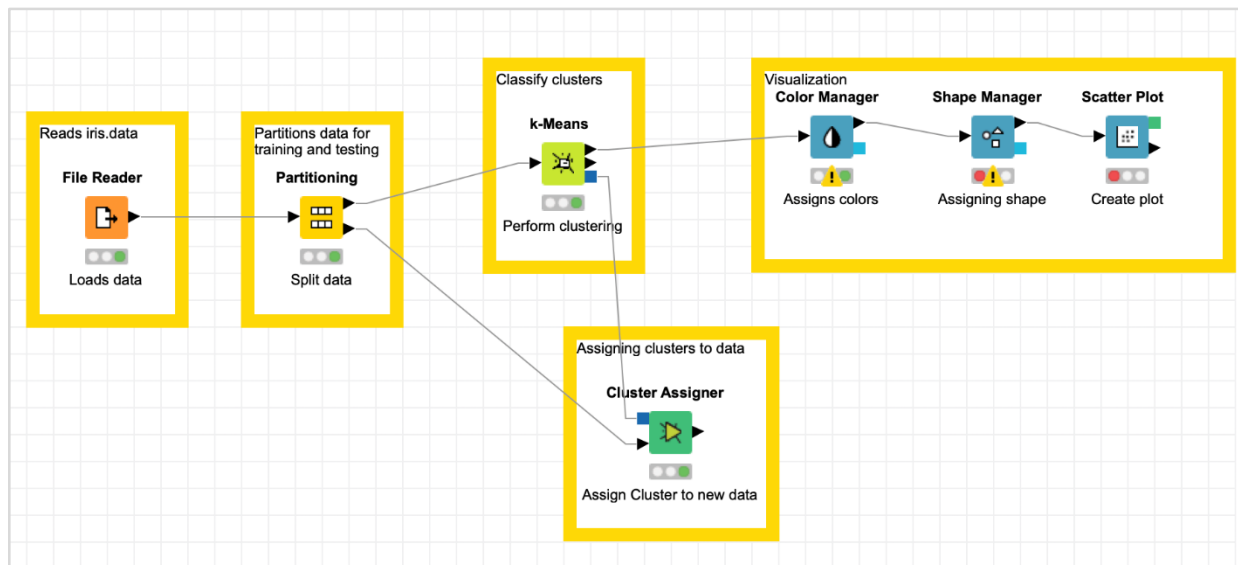 Reads iris.data
File Reader
Loads data
Partitions data for
training and testing
Partitioning
Split data
Classify clusters
k-Means
Perform clustering
Visualization
Color Manager
Assigns colors
Shape Manager
Assigning shape
Scatter Plot
Create plot
Assigning clusters to data
Cluster Assigner
Assign Cluster to new data